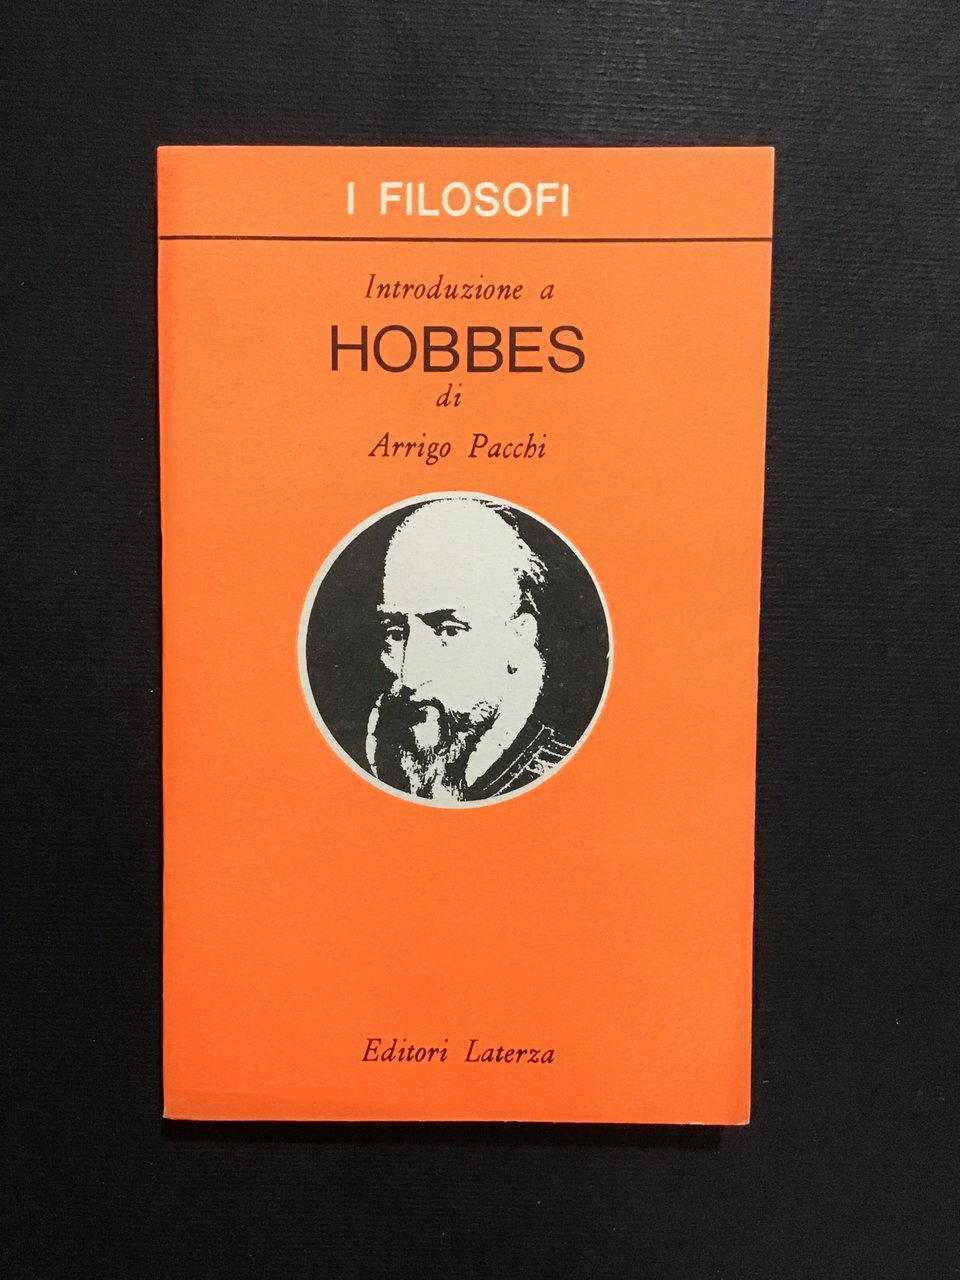 I FILOSOFI
Introduzione a
HOBBES
di
Arrigo Pacchi
Editori Laterza